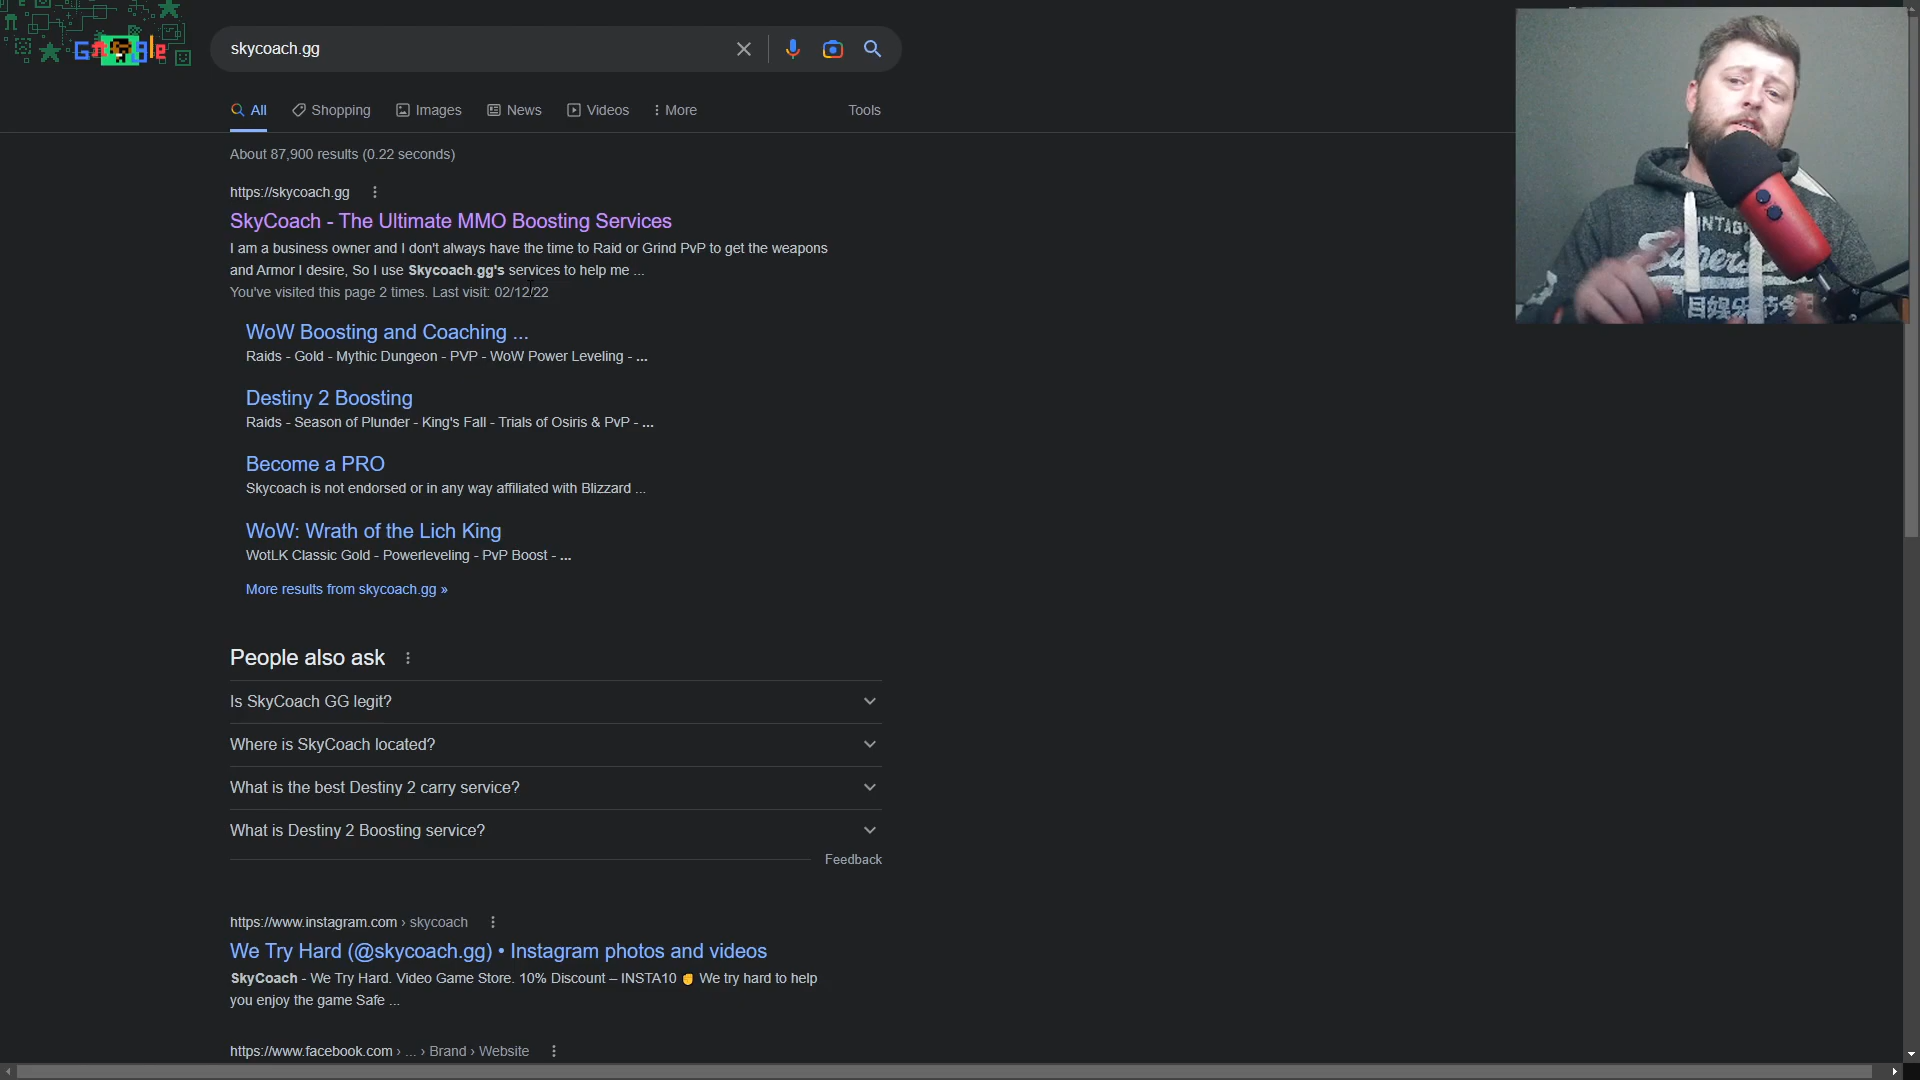 Google
skycoach.gg
All
Shopping
Images
News
Videos
More
Tools
About 87,900 results (0.22 seconds)
https://skycoach.gg
SkyCoach - The Ultimate MMO Boosting Services
I am a business owner and I don't always have the time to Raid or Grind PvP to get the weapons
and Armor I desire, So I use Skycoach.gg's services to help me ...
You've visited this page 2 times. Last visit: 02/12/22
WoW Boosting and Coaching ...
Raids - Gold - Mythic Dungeon - PVP - WoW Power Leveling - ...
Destiny 2 Boosting
Raids - Season of Plunder - King's Fall - Trials of Osiris & PvP - ...
Become a PRO
Skycoach is not endorsed or in any way affiliated with Blizzard ...
WoW: Wrath of the Lich King
WotLK Classic Gold - Powerleveling - PvP Boost - ...
More results from skycoach.gg »
People also ask
Is SkyCoach GG legit?
Where is SkyCoach located?
What is the best Destiny 2 carry service?
What is Destiny 2 Boosting service?
Feedback
https://www.instagram.com › skycoach
We Try Hard (@skycoach.gg) • Instagram photos and videos
SkyCoach - We Try Hard. Video Game Store. 10% Discount – INSTA10 ✊ We try hard to help
you enjoy the game Safe ...
https://www.facebook.com › ... › Brand › Website